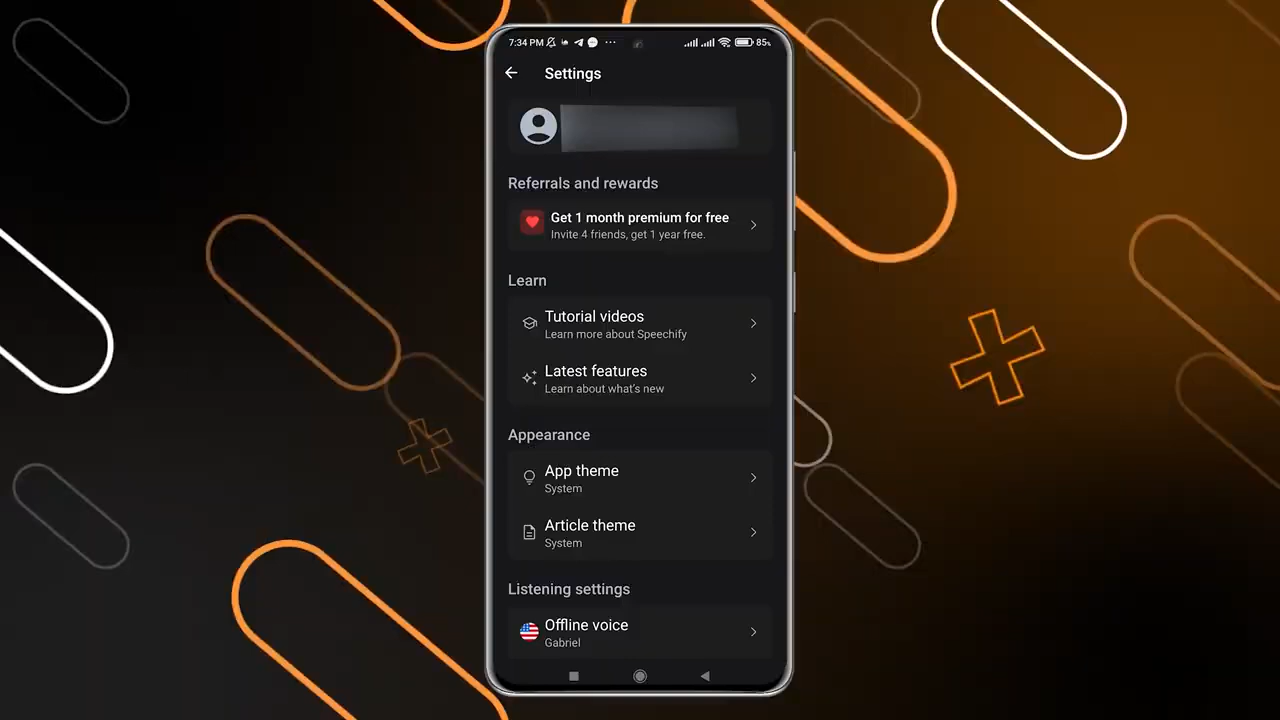 7:34 PM
85%
Settings
Referrals and rewards
Get 1 month premium for free
Invite 4 friends, get 1 year free.
Learn
Tutorial videos
Learn more about Speechify
Latest features
Learn about what's new
Appearance
App theme
System
Article theme
System
Listening settings
Offline voice
Gabriel